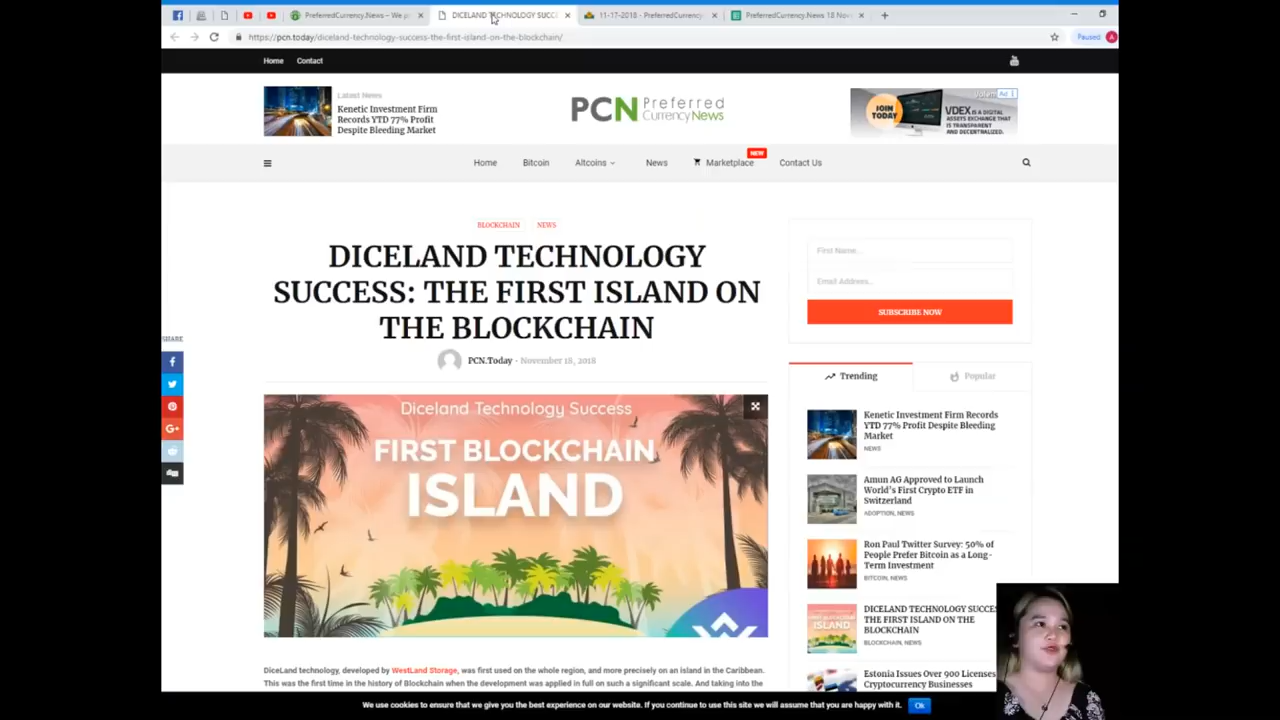 PreferredCurrency.News – We p
DICELAND TECHNOLOGY SUCC
11-17-2018 - PreferredCurrency
PreferredCurrency.News 18 Nov
https://pcn.today/diceland-technology-success-the-first-island-on-the-blockchain/
Paused
Home
Contact
Latest News
Kenetic Investment Firm
Records YTD 77% Profit
Despite Bleeding Market
PCN Preferred
CurrencyNews
JOIN
TODAY
VDEX IS A DIGITAL
ASSETS EXCHANGE THAT
IS TRANSPARENT
AND DECENTRALIZED.
Ad
Home
Bitcoin
Altcoins
News
Marketplace
NEW
Contact Us
BLOCKCHAIN
NEWS
DICELAND TECHNOLOGY
SUCCESS: THE FIRST ISLAND ON
THE BLOCKCHAIN
PCN.Today - November 18, 2018
SHARE
Diceland Technology Success
FIRST BLOCKCHAIN
ISLAND
DiceLand technology, developed by WestLand Storage, was first used on the whole region, and more precisely on an island in the Caribbean.
This was the first time in the history of Blockchain when the development was applied in full on such a significant scale. And taking into the
First Name..
Email Address..
SUBSCRIBE NOW
Trending
Popular
Kenetic Investment Firm Records
YTD 77% Profit Despite Bleeding
Market
NEWS
Amun AG Approved to Launch
World's First Crypto ETF in
Switzerland
ADOPTION, NEWS
Ron Paul Twitter Survey: 50% of
People Prefer Bitcoin as a Long-
Term Investment
BITCOIN, NEWS
DICELAND TECHNOLOGY SUCCES
THE FIRST ISLAND ON THE
BLOCKCHAIN
BLOCKCHAIN, NEWS
Estonia Issues Over 900 Licenses
Cryptocurrency Businesses
We use cookies to ensure that we give you the best experience on our website. If you continue to use this site we will assume that you are happy with it.
Ok